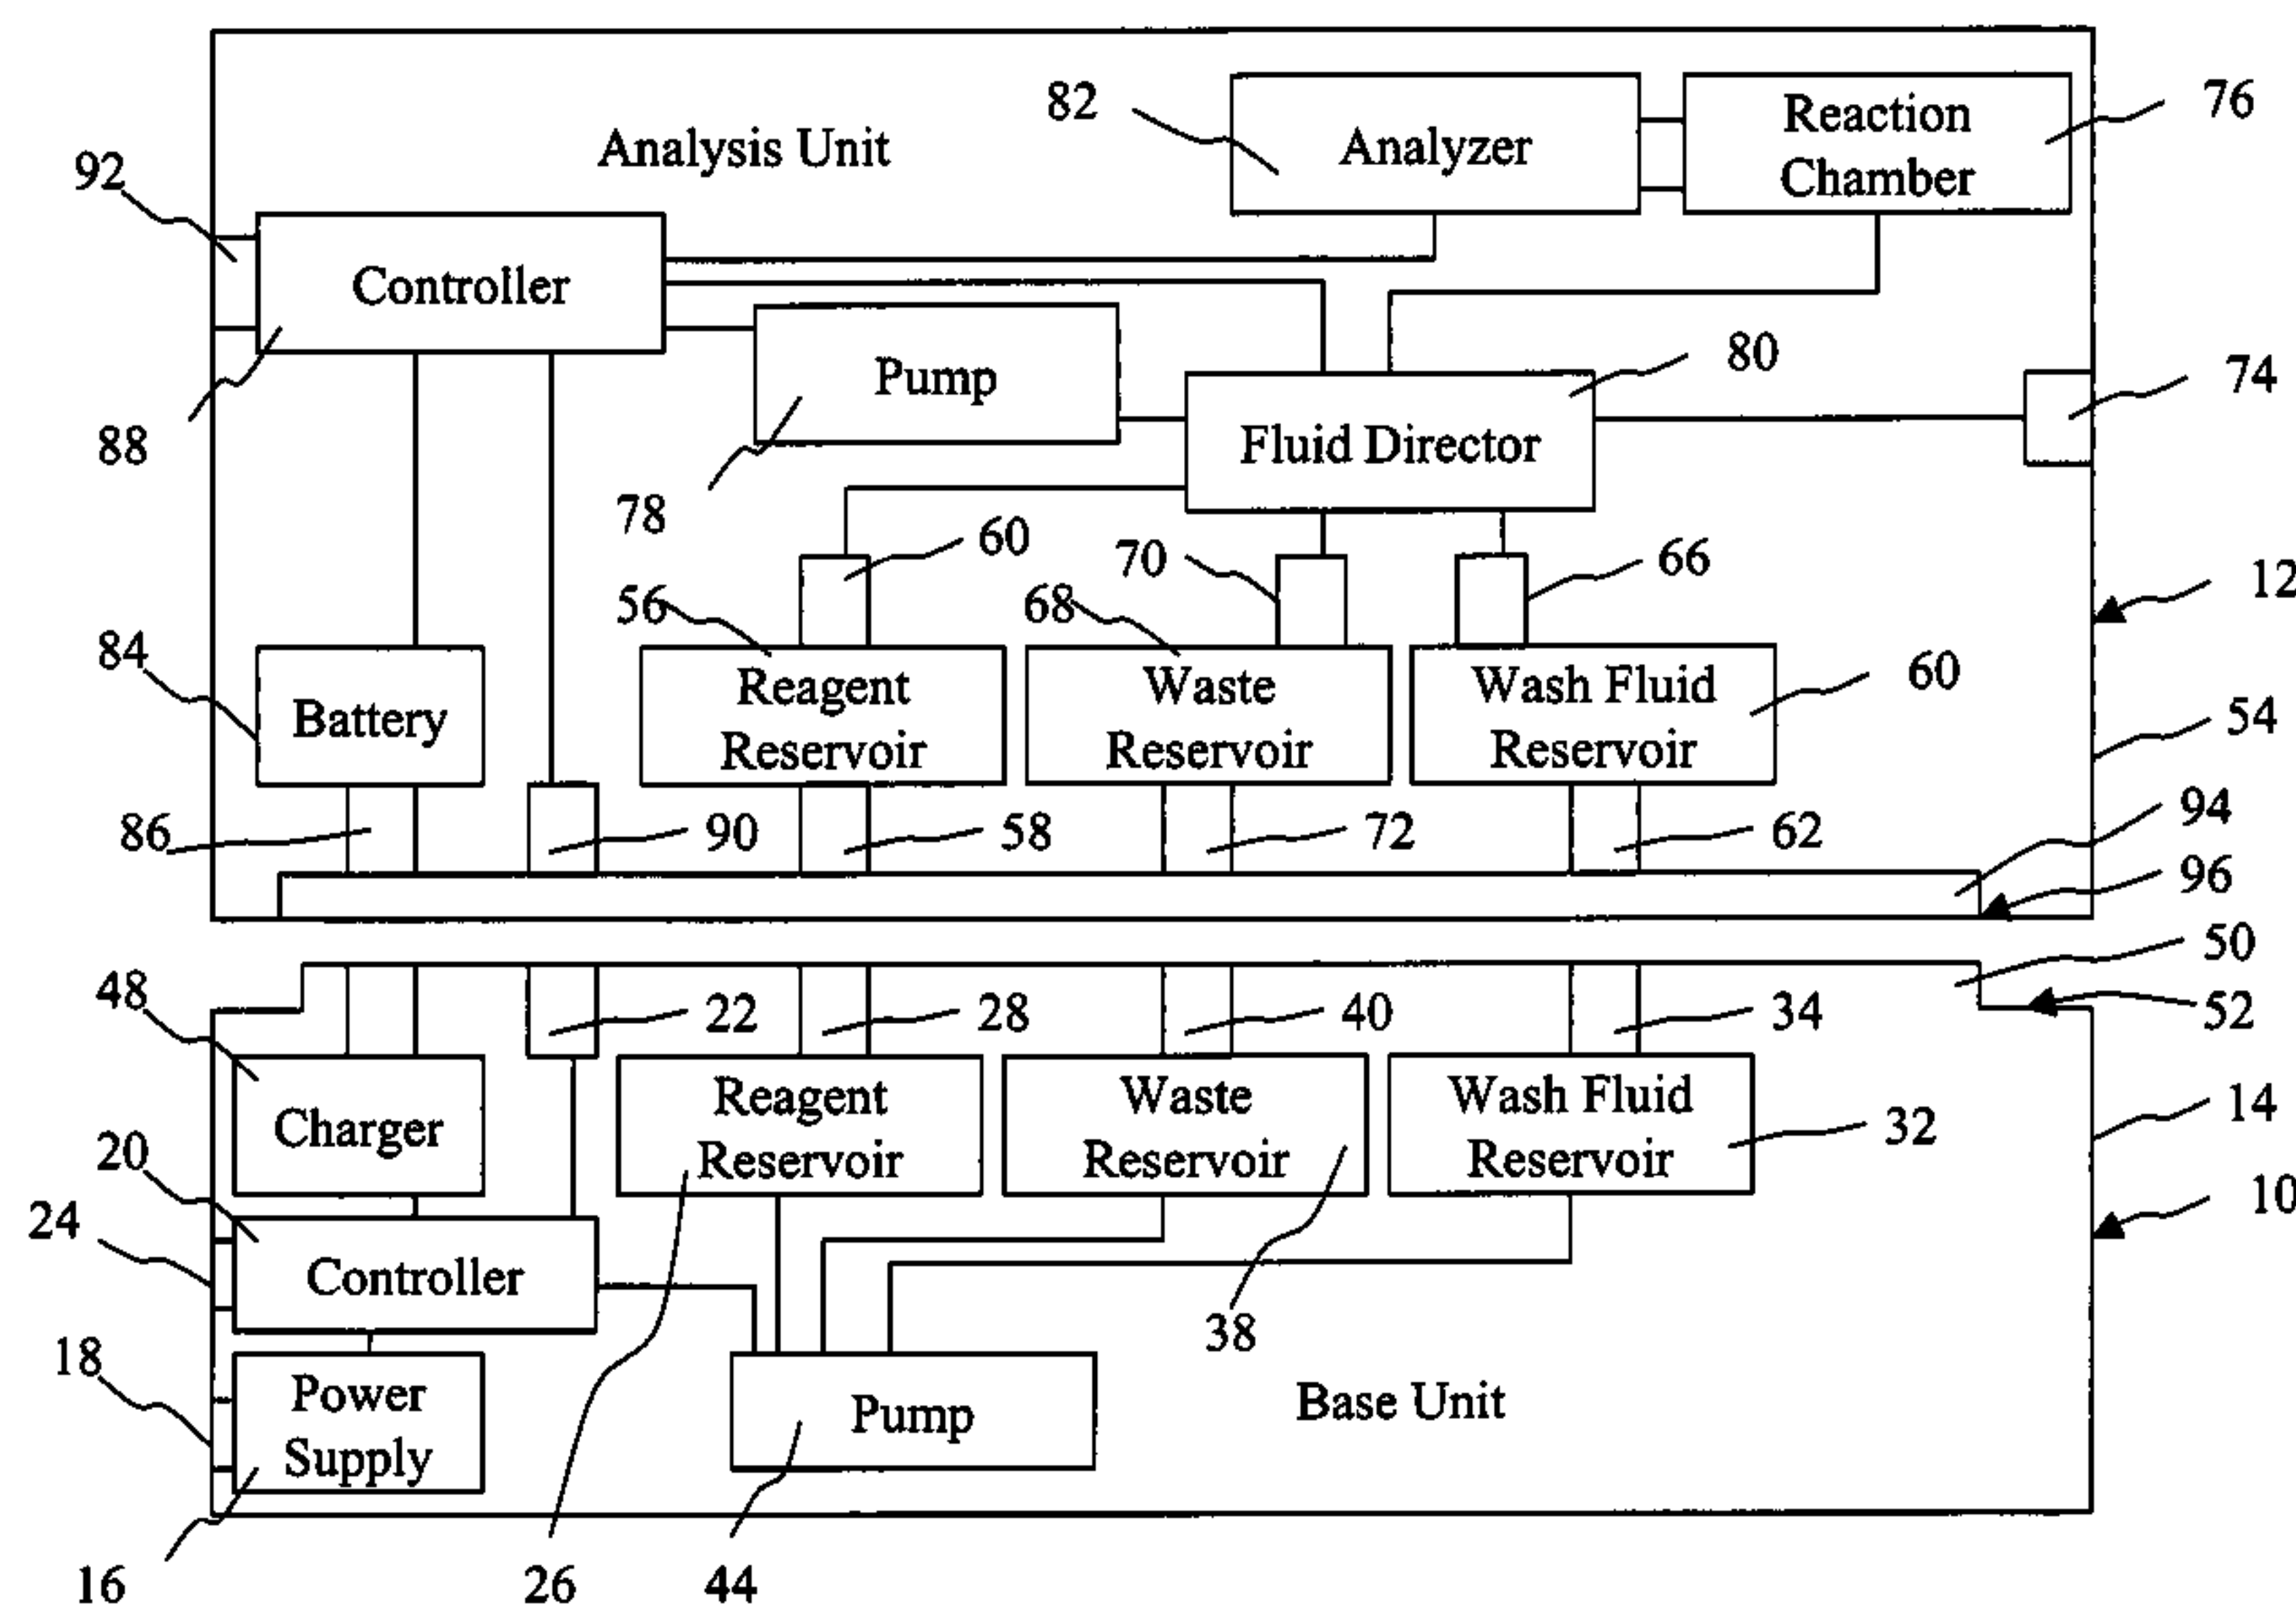 82
Analyzer
Reaction
Chamber
76
Analysis Unit
92
Controller
88
Pump
78
80
Fluid Director
74
60
70
66
12
56
68
84
Battery
Reagent
Reservoir
Waste
Reservoir
Wash Fluid
Reservoir
60
54
86
90
58
72
62
94
96
50
48
22
28
40
34
52
Charger
Reagent
Reservoir
Waste
Reservoir
Wash Fluid
Reservoir
32
14
20
24
Controller
38
10
18
Power
Supply
Pump
Base Unit
16
26
44